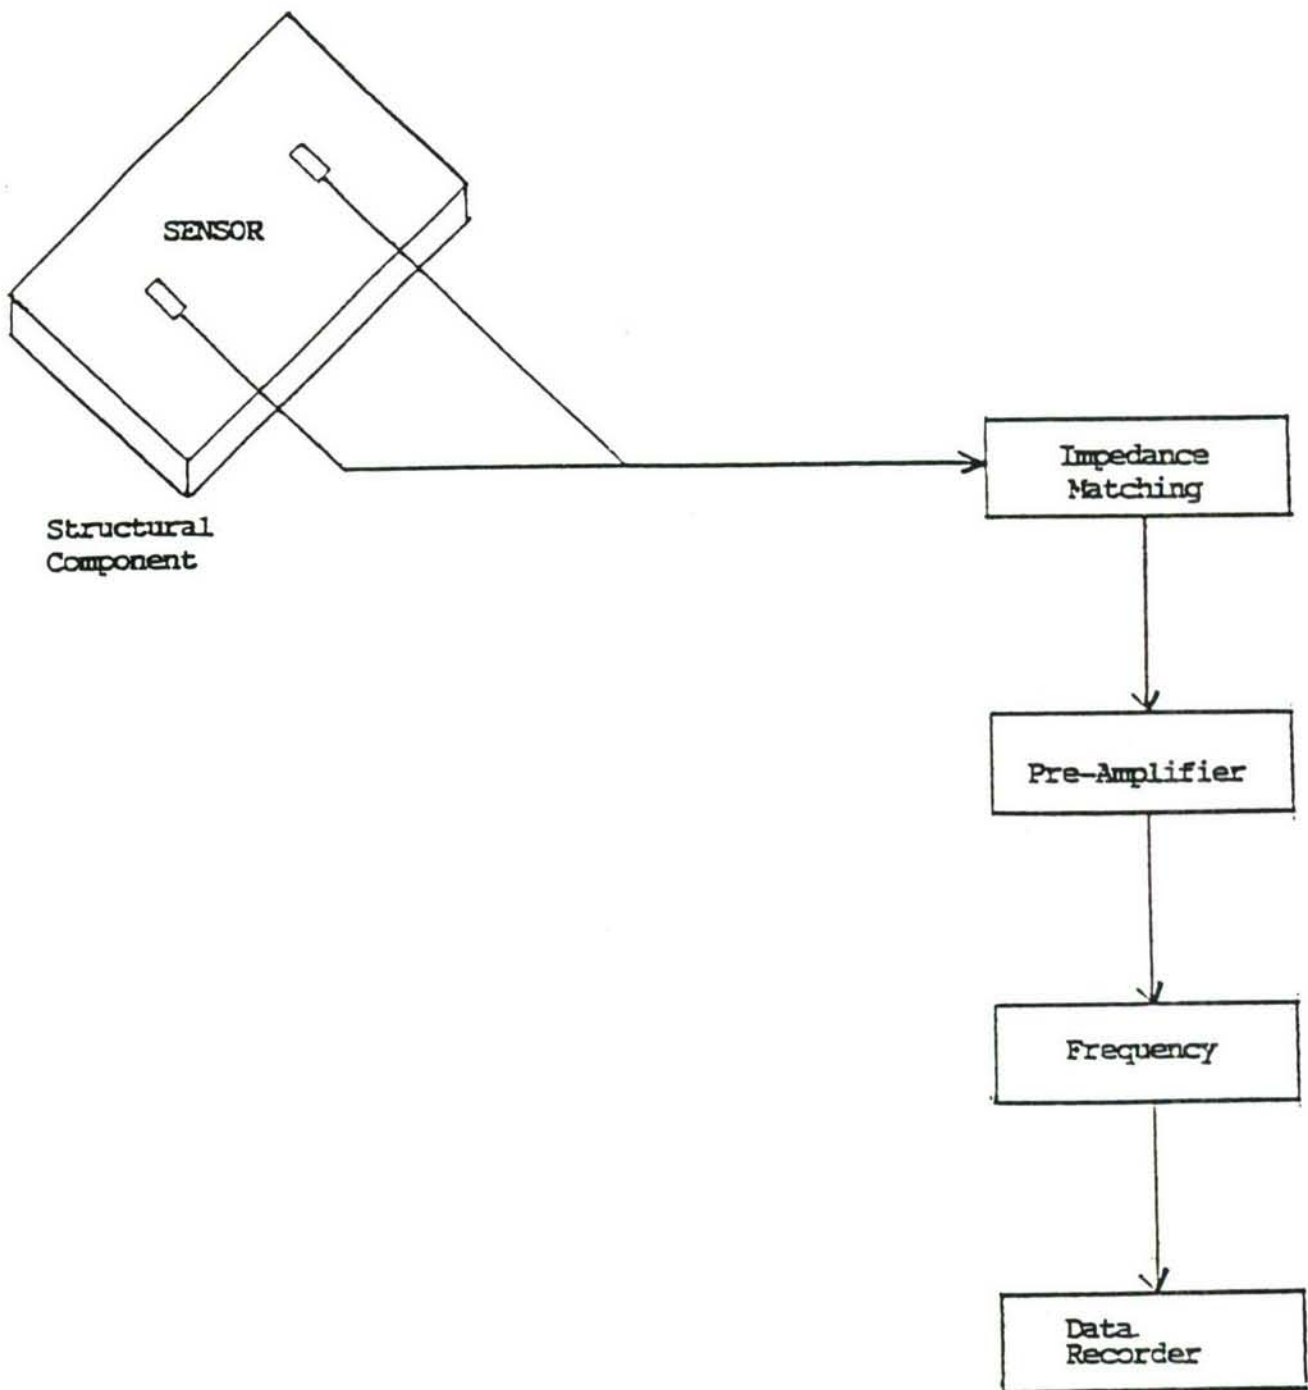 SENSOR
Structural
Component
Impedance
Matching
Pre-Amplifier
Frequency
Data
Recorder